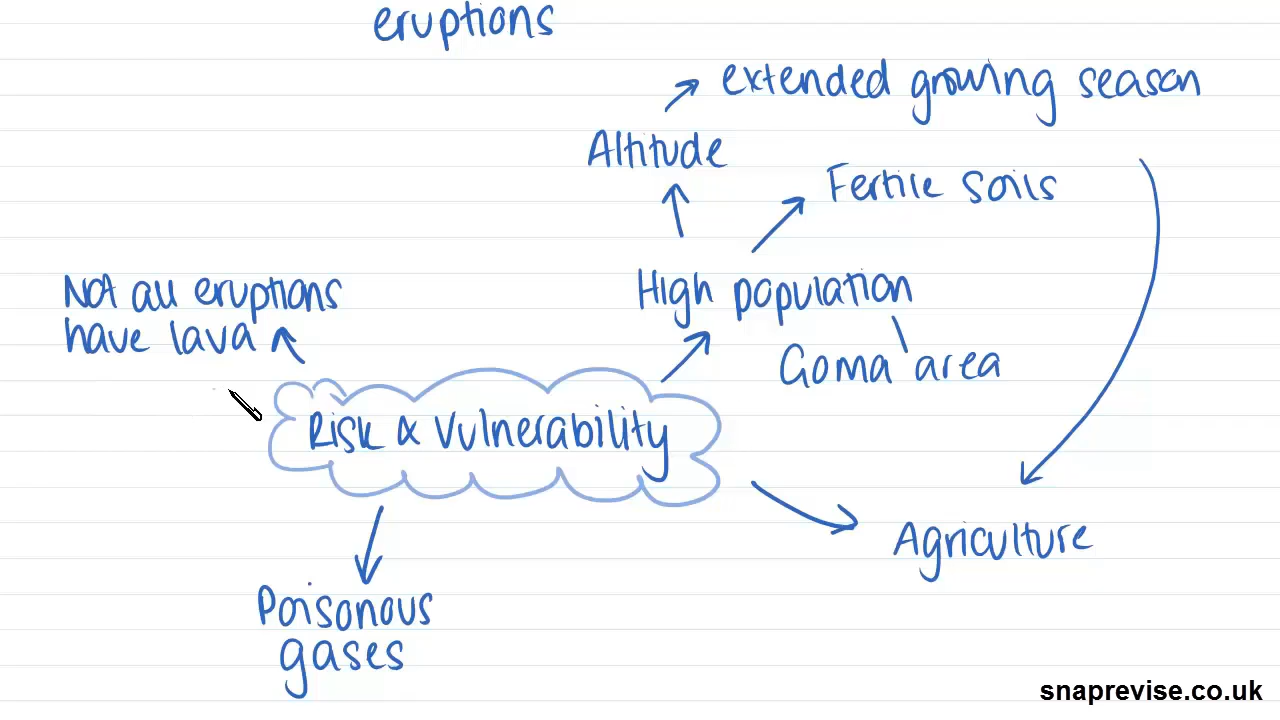 eruptions
extended growing season
Altitude
Fertile soils
High population
Not all eruptions
have lava
Goma area
Risk & Vulnerability
Agriculture
Poisonous
gases
snaprevise.co.uk